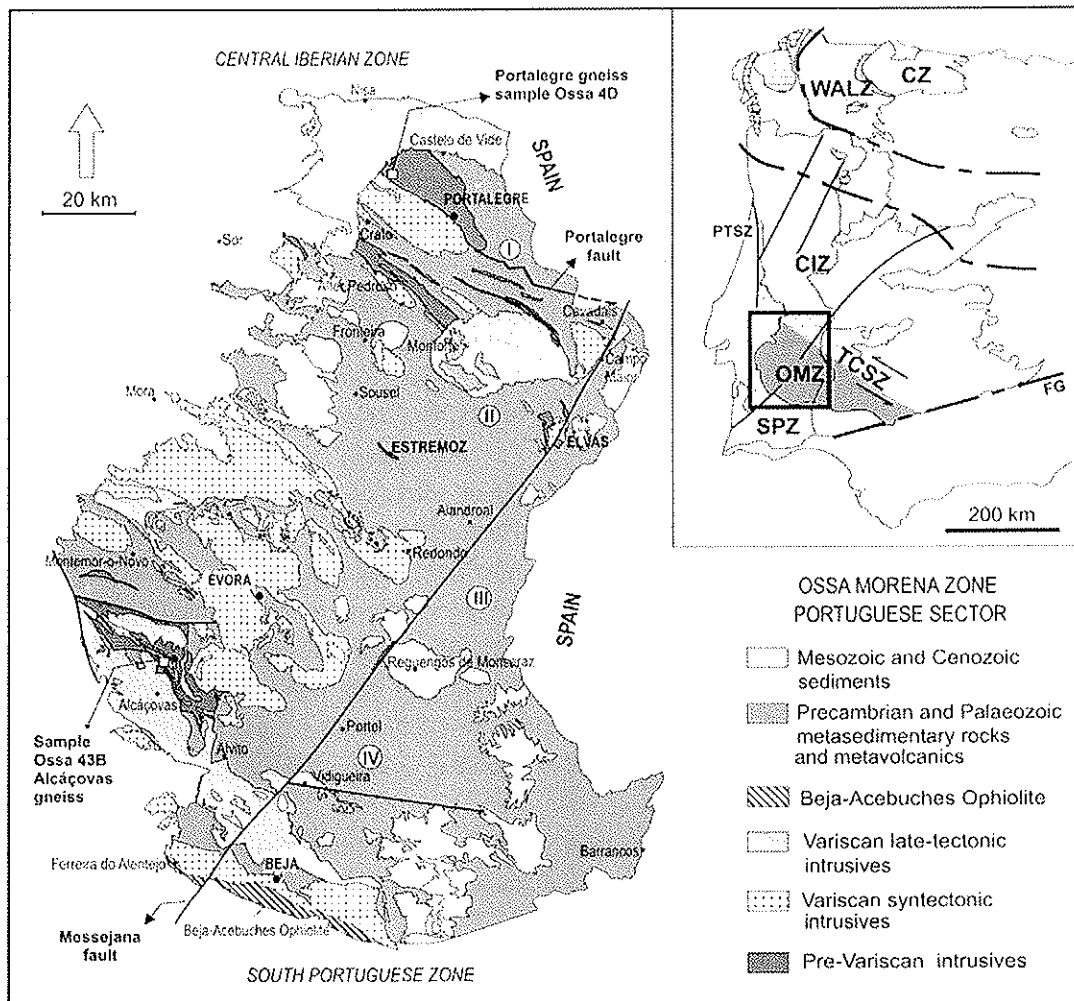 CENTRAL IBERIAN ZONE
Portalegre gneiss
sample Ossa 4D
Nisa
20 km
Castelo de Vide
SPAIN
PORTALEGRE
Crato
Sor
I
Portalegre
fault
Fronteira
Campo
Maior
Mora
Sousel
II
ESTREMOZ
ELVAS
Alandroal
Redondo
Montemor-o-Novo
ÉVORA
III
SPAIN
Reguengos de Monsaraz
Alcáçovas
Sample
Ossa 43B
Alcáçovas
gneiss
Alvito
Portel
IV
Vidigueira
Ferreira do Alentejo
BEJA
Barrancos
Messejana
fault
Beja-Acebuches Ophiolite
SOUTH PORTUGUESE ZONE
WALZ
CZ
PTSZ
CIZ
OMZ
TCSZ
FG
SPZ
200 km
OSSA MORENA ZONE
PORTUGUESE SECTOR
Mesozoic and Cenozoic
sediments
Precambrian and Palaeozoic
metasedimentary rocks
and metavolcanics
Beja-Acebuches Ophiolite
Variscan late-tectonic
intrusives
Variscan syntectonic
intrusives
Pre-Variscan intrusives